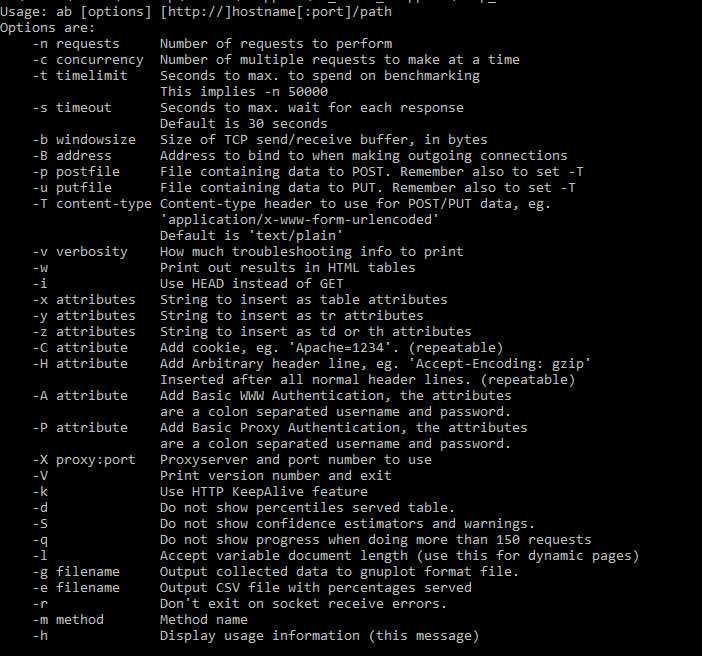 Usage: ab [options] [http://]hostname[:port]/path
Options are:
    -n requests     Number of requests to perform
    -c concurrency  Number of multiple requests to make at a time
    -t timelimit    Seconds to max. to spend on benchmarking
                    This implies -n 50000
    -s timeout      Seconds to max. wait for each response
                    Default is 30 seconds
    -b windowsize   Size of TCP send/receive buffer, in bytes
    -B address      Address to bind to when making outgoing connections
    -p postfile     File containing data to POST. Remember also to set -T
    -u putfile      File containing data to PUT. Remember also to set -T
    -T content-type Content-type header to use for POST/PUT data, eg.
                    'application/x-www-form-urlencoded'
                    Default is 'text/plain'
    -v verbosity    How much troubleshooting info to print
    -w              Print out results in HTML tables
    -i              Use HEAD instead of GET
    -x attributes   String to insert as table attributes
    -y attributes   String to insert as tr attributes
    -z attributes   String to insert as td or th attributes
    -C attribute    Add cookie, eg. 'Apache=1234'. (repeatable)
    -H attribute    Add Arbitrary header line, eg. 'Accept-Encoding: gzip'
                    Inserted after all normal header lines. (repeatable)
    -A attribute    Add Basic WWW Authentication, the attributes
                    are a colon separated username and password.
    -P attribute    Add Basic Proxy Authentication, the attributes
                    are a colon separated username and password.
    -X proxy:port   Proxyserver and port number to use
    -V              Print version number and exit
    -k              Use HTTP KeepAlive feature
    -d              Do not show percentiles served table.
    -S              Do not show confidence estimators and warnings.
    -q              Do not show progress when doing more than 150 requests
    -l              Accept variable document length (use this for dynamic pages)
    -g filename     Output collected data to gnuplot format file.
    -e filename     Output CSV file with percentages served
    -r              Don't exit on socket receive errors.
    -m method       Method name
    -h              Display usage information (this message)